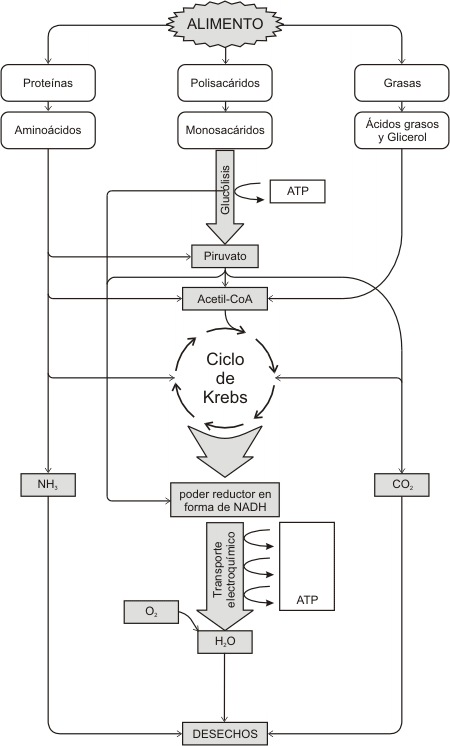 ALIMENTO
Proteínas
Polisacáridos
Grasas
Aminoácidos
Monosacáridos
Ácidos grasos
y Glicerol
Glucólisis
ATP
Piruvato
Acetil-CoA
Ciclo
de
Krebs
NH₃
CO₂
poder reductor en
forma de NADH
Transporte
electroquímico
ATP
O₂
H₂O
DESECHOS